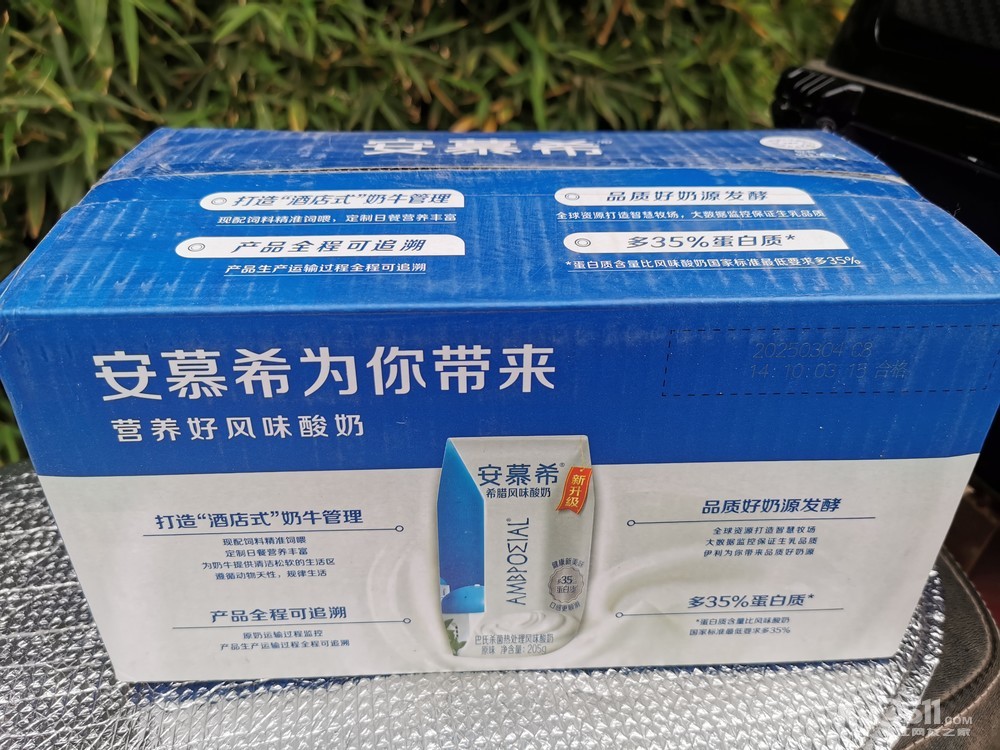 安慕希
打造“酒店式”奶牛管理
现配饲料精准饲喂，定制日餐营养丰富
产品全程可追溯
产品生产运输过程全程可追溯
品质好奶源发酵
全球资源打造智慧牧场，大数据监控保证生乳品质
多35%蛋白质*
*蛋白质含量比风味酸奶国家标准最低要求多35%
安慕希为你带来
营养好风味酸奶
20250304 C8
14:10:03 15 合格
打造“酒店式”奶牛管理
现配饲料精准饲喂
定制日餐营养丰富
为奶牛提供清洁松软的生活区
遵循动物天性，规律生活
产品全程可追溯
原奶运输过程监控
产品生产运输过程全程可追溯
安慕希®
希腊风味酸奶
新升级
AMBPOΣIAL®
35
蛋白质
巴氏杀菌热处理风味酸奶
原味 净含量：205g
品质好奶源发酵
全球资源打造智慧牧场
大数据监控保证生乳品质
伊利为你带来品质好奶源
多35%蛋白质*
*蛋白质含量比风味酸奶
国家标准最低要求多35%